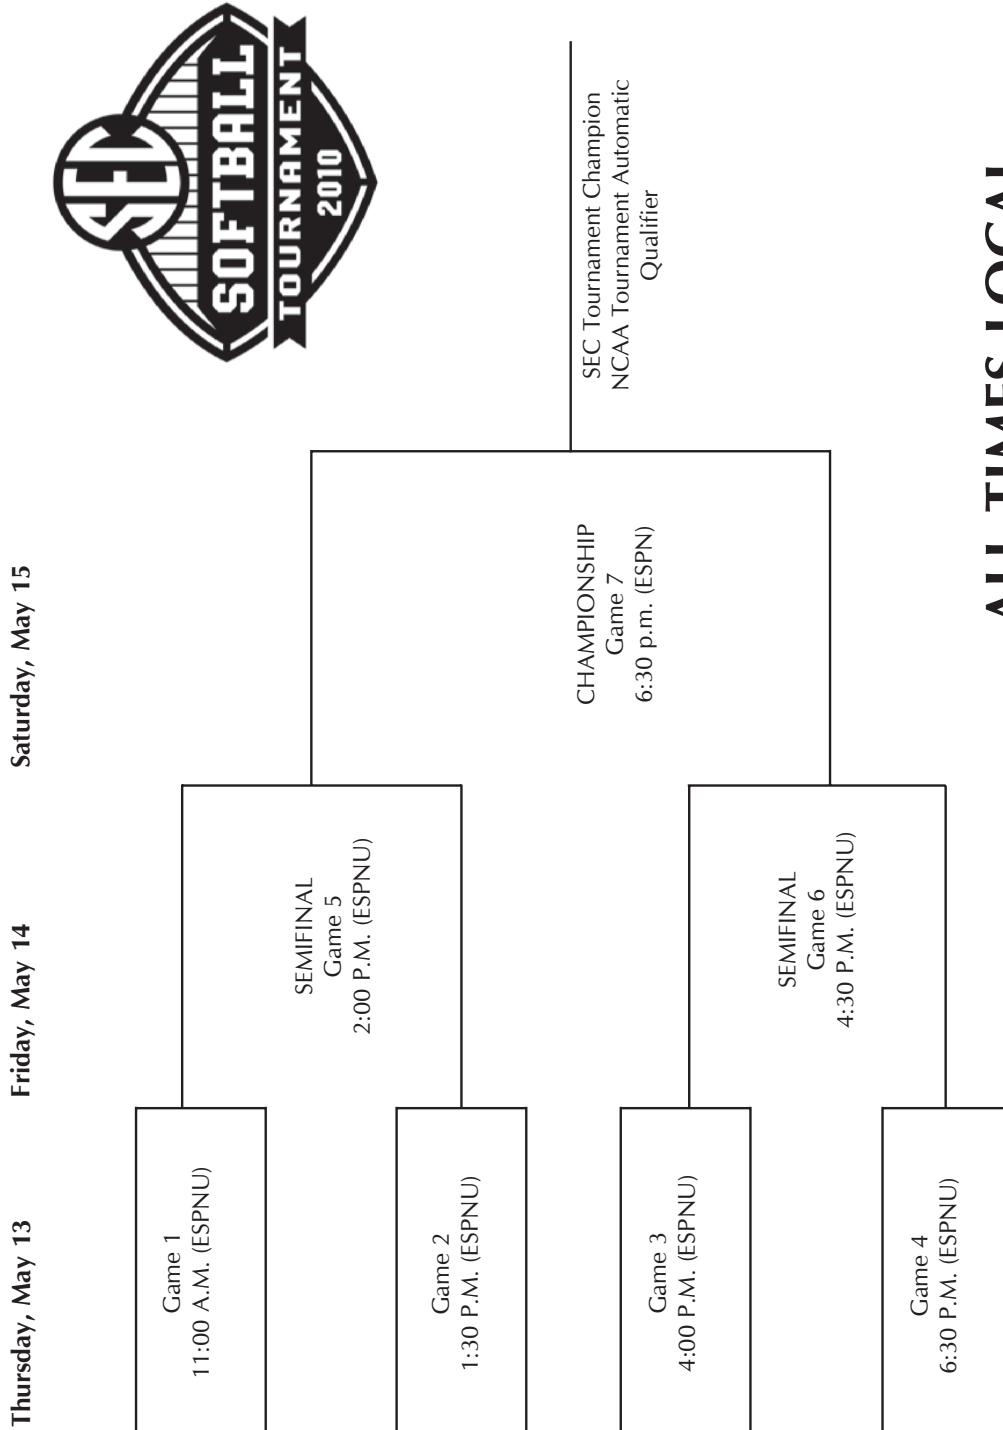 Thursday, May 13
Friday, May 14
Saturday, May 15
SEC
SOFTBALL
TOURNAMENT
2010
Game 1
11:00 A.M. (ESPNU)
Game 2
1:30 P.M. (ESPNU)
Game 3
4:00 P.M. (ESPNU)
Game 4
6:30 P.M. (ESPNU)
SEMIFINAL
Game 5
2:00 P.M. (ESPNU)
SEMIFINAL
Game 6
4:30 P.M. (ESPNU)
CHAMPIONSHIP
Game 7
6:30 p.m. (ESPN)
SEC Tournament Champion
NCAA Tournament Automatic
Qualifier
ALL TIMES LOCAL